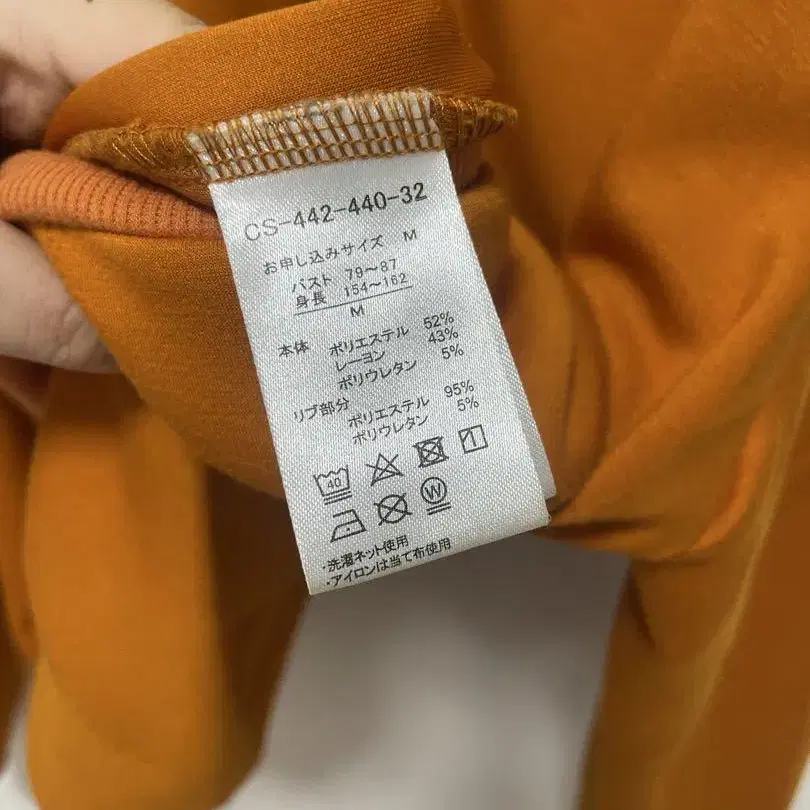 CS-442-440-32
お申し込みサイズ M
バスト 79~87
身長 154~162
M
本体 ポリエステル 52%
レーヨン 43%
ポリウレタン 5%
リブ部分 ポリエステル 95%
ポリウレタン 5%
40
W
・洗濯ネット使用
・アイロンは当て布使用